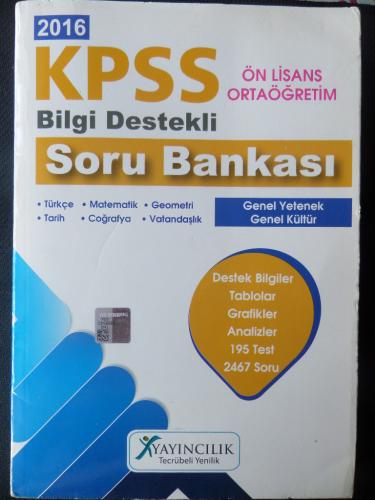 2016
KPSS
ÖN LİSANS
ORTAÖĞRETİM
Bilgi Destekli
Soru Bankası
• Türkçe • Matematik • Geometri
• Tarih • Coğrafya • Vatandaşlık
Genel Yetenek
Genel Kültür
Destek Bilgiler
Tablolar
Grafikler
Analizler
195 Test
2467 Soru
YAYINCILIK
Tecrübeli Yenilik